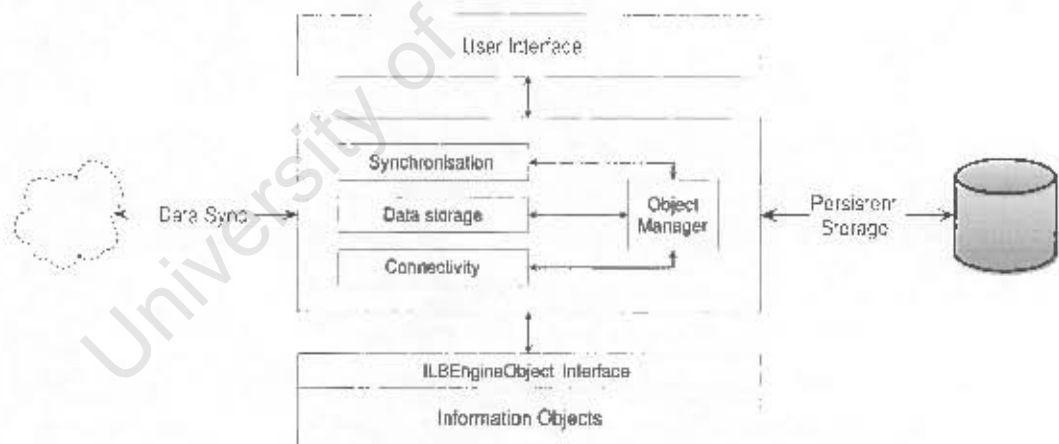 User Interface
Synchronisation
Data storage
Connectivity
Object
Manager
Data Sync
Persistent
Storage
ILBEngineObject Interface
Information Objects
University of